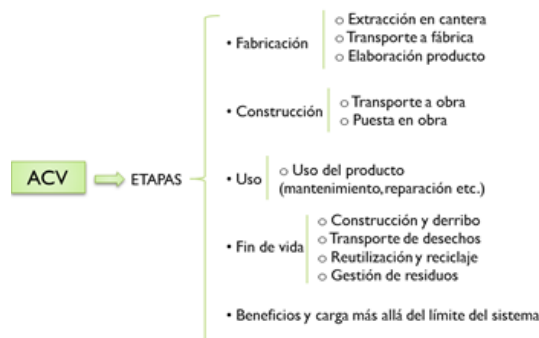 ACV
ETAPAS
• Fabricación
o Extracción en cantera
o Transporte a fábrica
o Elaboración producto
• Construcción
o Transporte a obra
o Puesta en obra
• Uso
o Uso del producto
(mantenimiento, reparación etc.)
• Fin de vida
o Construcción y derribo
o Transporte de desechos
o Reutilización y reciclaje
o Gestión de residuos
• Beneficios y carga más allá del límite del sistema